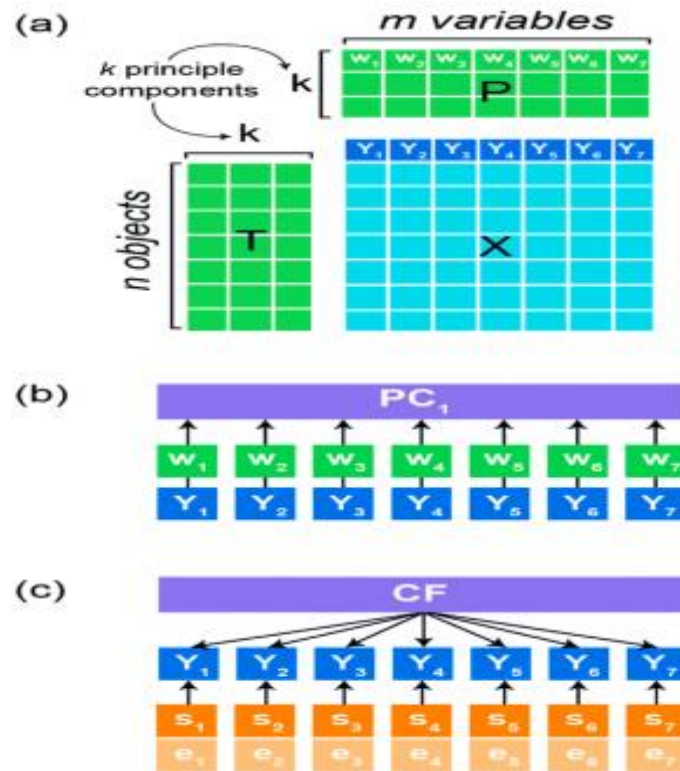 (a)
m variables
k principle
components
k
w₁ w₂ w₃ w₄ w₅ w₆ w₇
P
k
Y₁ Y₂ Y₃ Y₄ Y₅ Y₆ Y₇
n objects
T
X
(b)
PC₁
w₁ w₂ w₃ w₄ w₅ w₆ w₇
Y₁ Y₂ Y₃ Y₄ Y₅ Y₆ Y₇
(c)
CF
Y₁ Y₂ Y₃ Y₄ Y₅ Y₆ Y₇
s₁ s₂ s₃ s₄ s₅ s₆ s₇
e₁ e₂ e₃ e₄ e₅ e₆ e₇